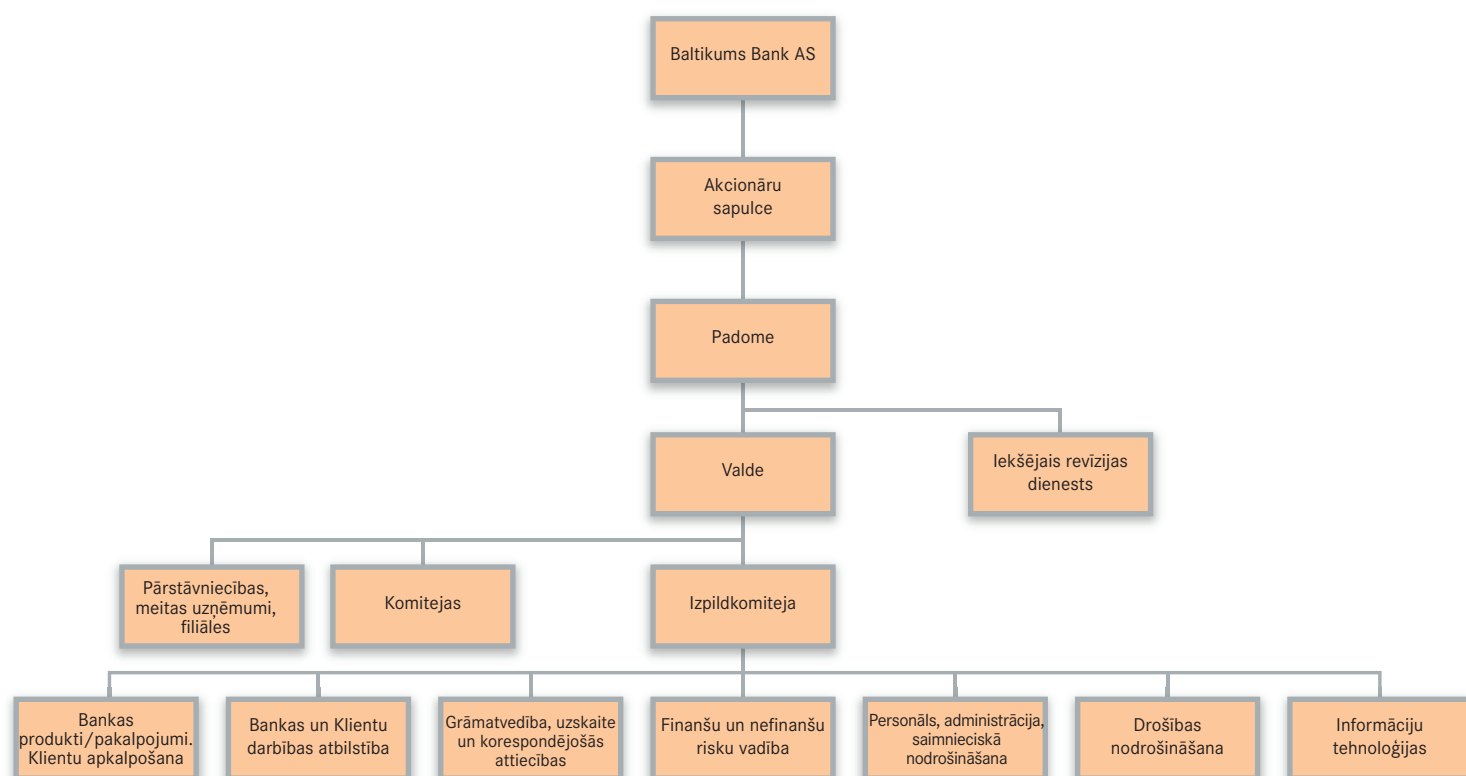 Baltikums Bank AS
Akcionāru
sapulce
Padome
Valde
Iekšējais revīzijas
dienests
Pārstāvniecības,
meitas uzņēmumi,
filiāles
Komitejas
Izpildkomiteja
Bankas
produkti/pakalpojumi.
Klientu apkalpošana
Bankas un Klientu
darbības atbilstība
Grāmatvedība, uzskaite
un korespondējošās
attiecības
Finanšu un nefinanšu
risku vadība
Personāls, administrācija,
saimnieciskā
nodrošināšana
Drošības
nodrošināšana
Informāciju
tehnoloģijas